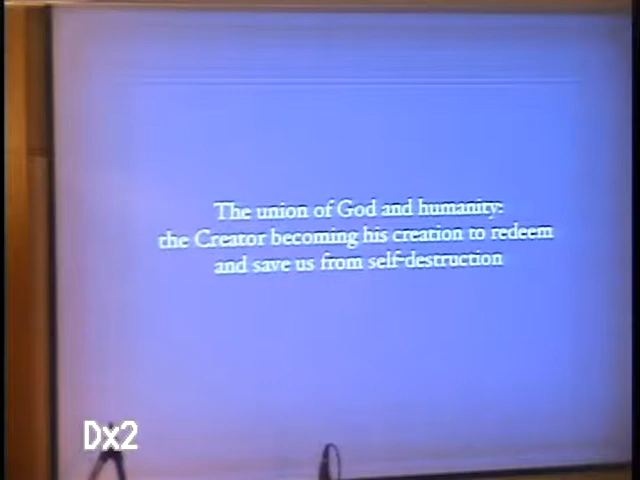 The union of God and humanity:
the Creator becoming his creation to redeem
and save us from self-destruction
Dx2